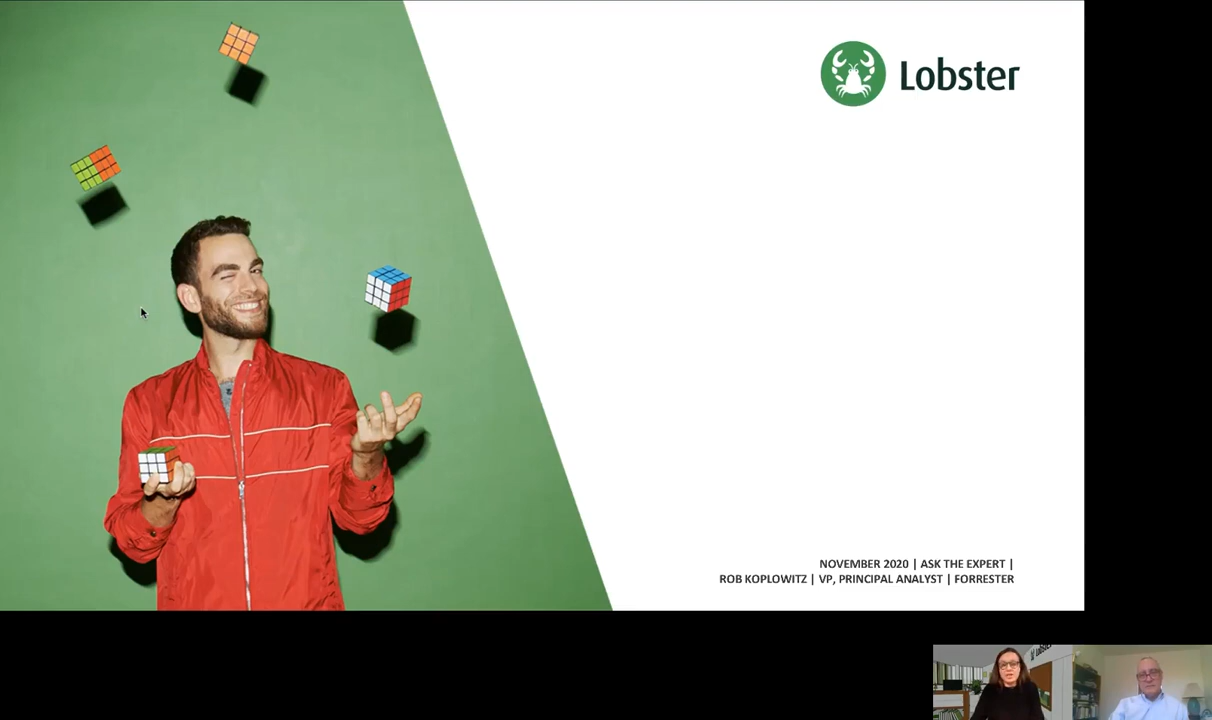 Lobster
NOVEMBER 2020 | ASK THE EXPERT |
ROB KOPLOWITZ | VP, PRINCIPAL ANALYST | FORRESTER